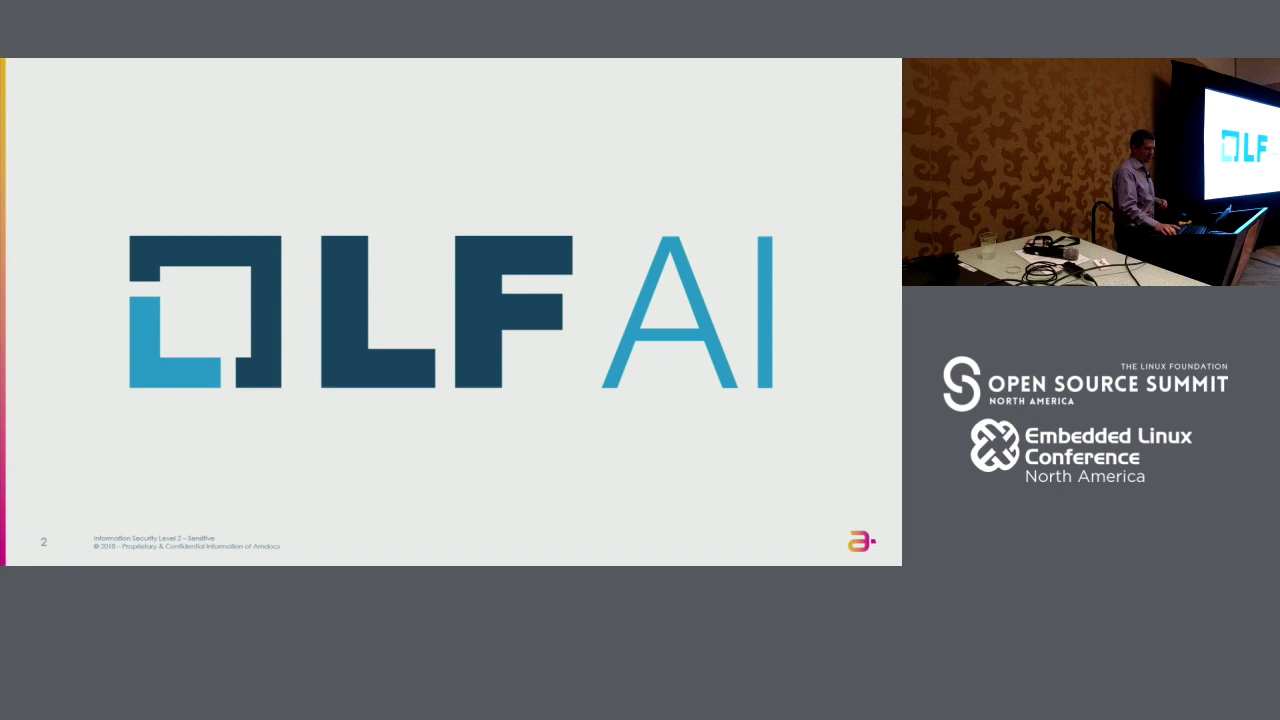 LF AI
2
Information Security Level 2 – Sensitive
© 2018 – Proprietary & Confidential Information of Amdocs
a
LF
THE LINUX FOUNDATION
OPEN SOURCE SUMMIT
NORTH AMERICA
Embedded Linux
Conference
North America